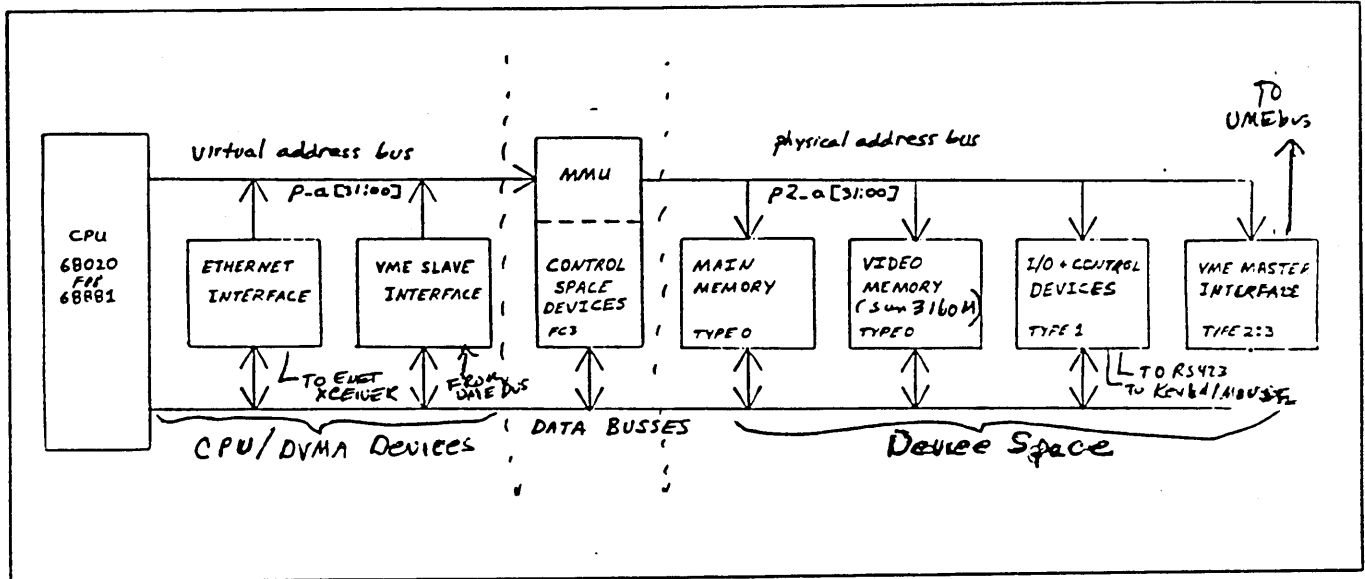 TO
VMEbus
virtual address bus
physical address bus
p_a [31:00]
MMU
p2_a [31:00]
CPU
68020
FPP
68881
ETHERNET
INTERFACE
VME SLAVE
INTERFACE
CONTROL
SPACE
DEVICES
FC3
MAIN
MEMORY
TYPE 0
VIDEO
MEMORY
(Sun 3160M)
TYPE 0
I/O + CONTROL
DEVICES
TYPE 1
VME MASTER
INTERFACE
TYPE 2:3
TO ENET
XCEIVER
FROM
VME BUS
TO RS423
TO Keybd/
CPU/DVMA Devices
DATA BUSSES
Device Space